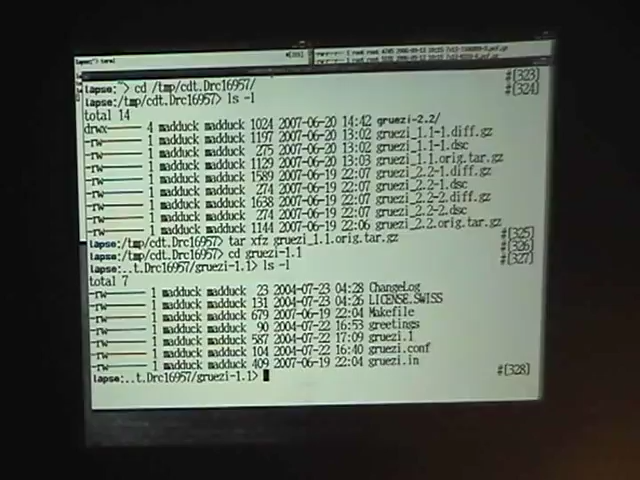 lapse:~> cd /tmp/cdt.Drc16957/ #[323]
lapse:/tmp/cdt.Drc16957> ls -l #[324]
total 14
drwx------ 4 madduck madduck 1024 2007-06-20 14:42 gruezi-2.2/
-rw------- 1 madduck madduck 1197 2007-06-20 13:02 gruezi_1.1-1.diff.gz
-rw------- 1 madduck madduck 275 2007-06-20 13:02 gruezi_1.1-1.dsc
-rw------- 1 madduck madduck 1129 2007-06-20 13:03 gruezi_1.1.orig.tar.gz
-rw------- 1 madduck madduck 1589 2007-06-19 22:07 gruezi_2.2-1.diff.gz
-rw------- 1 madduck madduck 274 2007-06-19 22:07 gruezi_2.2-1.dsc
-rw------- 1 madduck madduck 1638 2007-06-19 22:07 gruezi_2.2-2.diff.gz
-rw------- 1 madduck madduck 274 2007-06-19 22:07 gruezi_2.2-2.dsc
-rw------- 1 madduck madduck 1144 2007-06-19 22:06 gruezi_2.2.orig.tar.gz
lapse:/tmp/cdt.Drc16957> tar xfz gruezi_1.1.orig.tar.gz #[325]
lapse:/tmp/cdt.Drc16957> cd gruezi-1.1 #[326]
lapse:..t.Drc16957/gruezi-1.1> ls -l #[327]
total 7
-rw------- 1 madduck madduck 23 2004-07-23 04:28 ChangeLog
-rw------- 1 madduck madduck 131 2004-07-23 04:26 LICENSE.SWISS
-rw------- 1 madduck madduck 679 2007-06-19 22:04 Makefile
-rw------- 1 madduck madduck 90 2004-07-22 16:53 greetings
-rw------- 1 madduck madduck 587 2004-07-22 17:09 gruezi.1
-rw------- 1 madduck madduck 104 2004-07-22 16:40 gruezi.conf
-rw------- 1 madduck madduck 409 2007-06-19 22:04 gruezi.in
lapse:..t.Drc16957/gruezi-1.1> #[328]